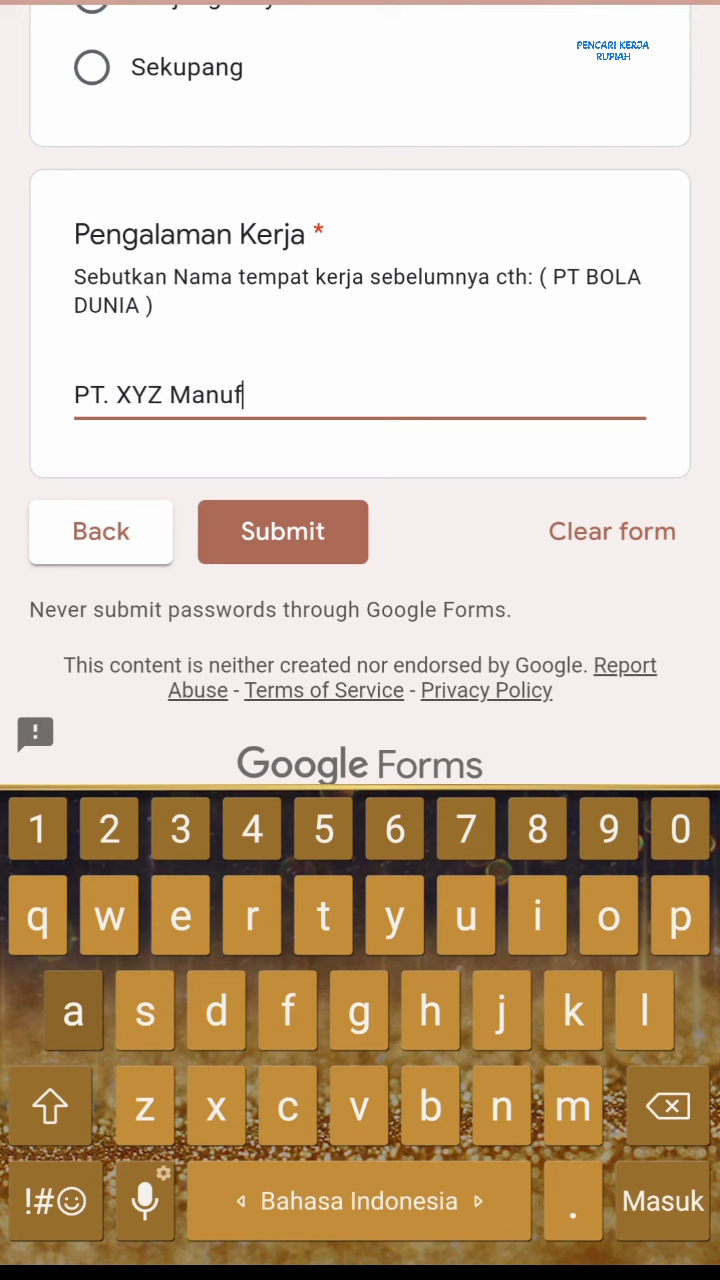 Sekupang
PENCARI KERJA
RUPIAH
Pengalaman Kerja *
Sebutkan Nama tempat kerja sebelumnya cth: ( PT BOLA
DUNIA )
PT. XYZ Manuf
Back
Submit
Clear form
Never submit passwords through Google Forms.
This content is neither created nor endorsed by Google. Report
Abuse - Terms of Service - Privacy Policy
Google Forms
1 2 3 4 5 6 7 8 9 0
q w e r t y u i o p
a s d f g h j k l
z x c v b n m
!#☺ Bahasa Indonesia . Masuk